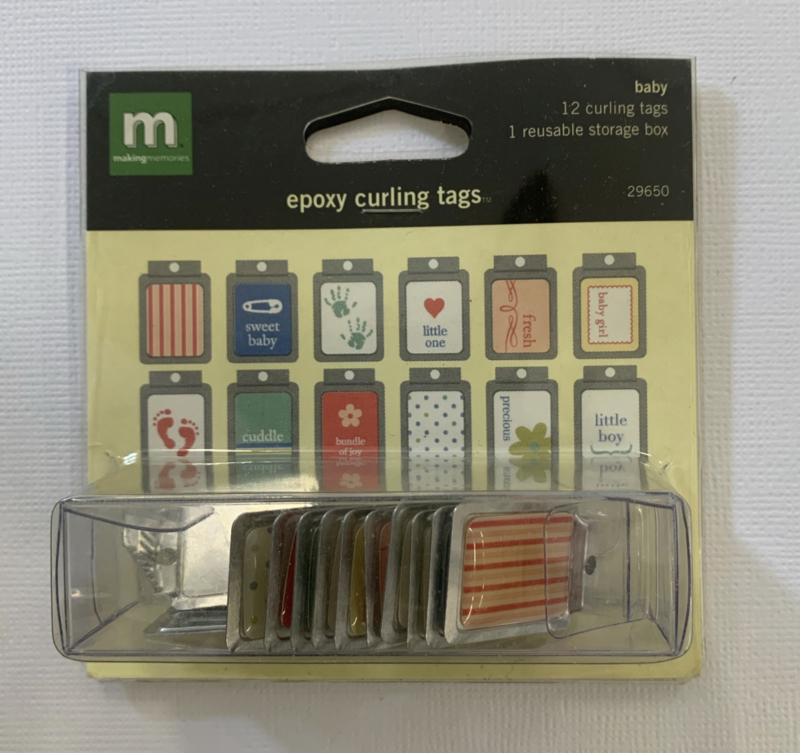 m
makingmemories
baby
12 curling tags
1 reusable storage box
epoxy curling tags™
29650
sweet
baby
little
one
fresh
baby girl
cuddle
bundle
of joy
precious
little
boy